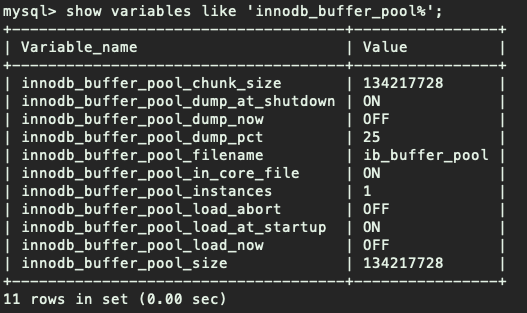 mysql> show variables like 'innodb_buffer_pool%';
+-------------------------------------+----------------+
| Variable_name                       | Value          |
+-------------------------------------+----------------+
| innodb_buffer_pool_chunk_size       | 134217728      |
| innodb_buffer_pool_dump_at_shutdown | ON             |
| innodb_buffer_pool_dump_now         | OFF            |
| innodb_buffer_pool_dump_pct         | 25             |
| innodb_buffer_pool_filename         | ib_buffer_pool |
| innodb_buffer_pool_in_core_file     | ON             |
| innodb_buffer_pool_instances        | 1              |
| innodb_buffer_pool_load_abort       | OFF            |
| innodb_buffer_pool_load_at_startup  | ON             |
| innodb_buffer_pool_load_now         | OFF            |
| innodb_buffer_pool_size             | 134217728      |
+-------------------------------------+----------------+
11 rows in set (0.00 sec)